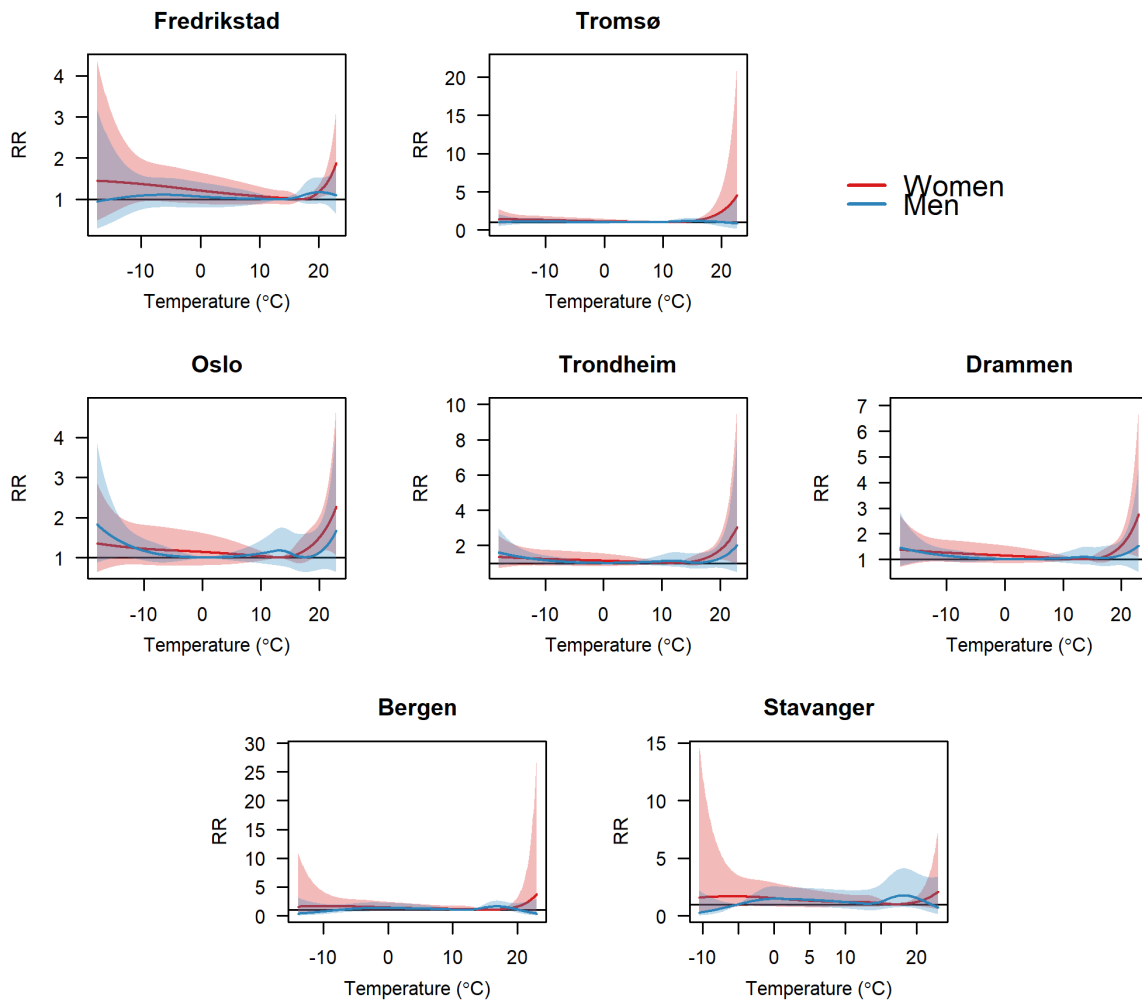 Fredrikstad
RR
4
3
2
1
-10 0 10 20
Temperature (°C)
Tromsø
RR
20
15
10
5
0
-10 0 10 20
Temperature (°C)
Women
Men
Oslo
RR
4
3
2
1
-10 0 10 20
Temperature (°C)
Trondheim
RR
10
8
6
4
2
-10 0 10 20
Temperature (°C)
Drammen
RR
7
6
5
4
3
2
1
0
-10 0 10 20
Temperature (°C)
Bergen
RR
30
25
20
15
10
5
0
-10 0 10 20
Temperature (°C)
Stavanger
RR
15
10
5
0
-10 0 5 10 20
Temperature (°C)